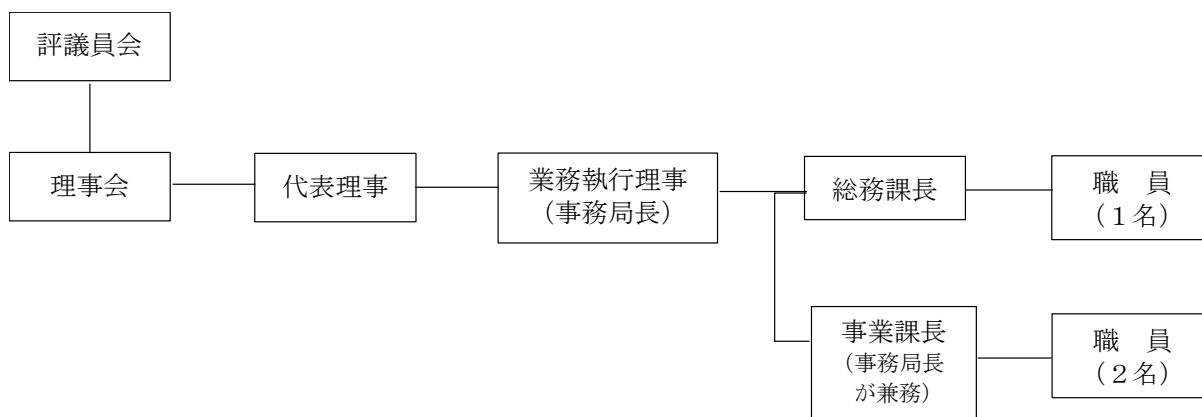 評議員会
理事会
代表理事
業務執行理事
（事務局長）
総務課長
職　員
（１名）
事業課長
（事務局長
が兼務）
職　員
（２名）